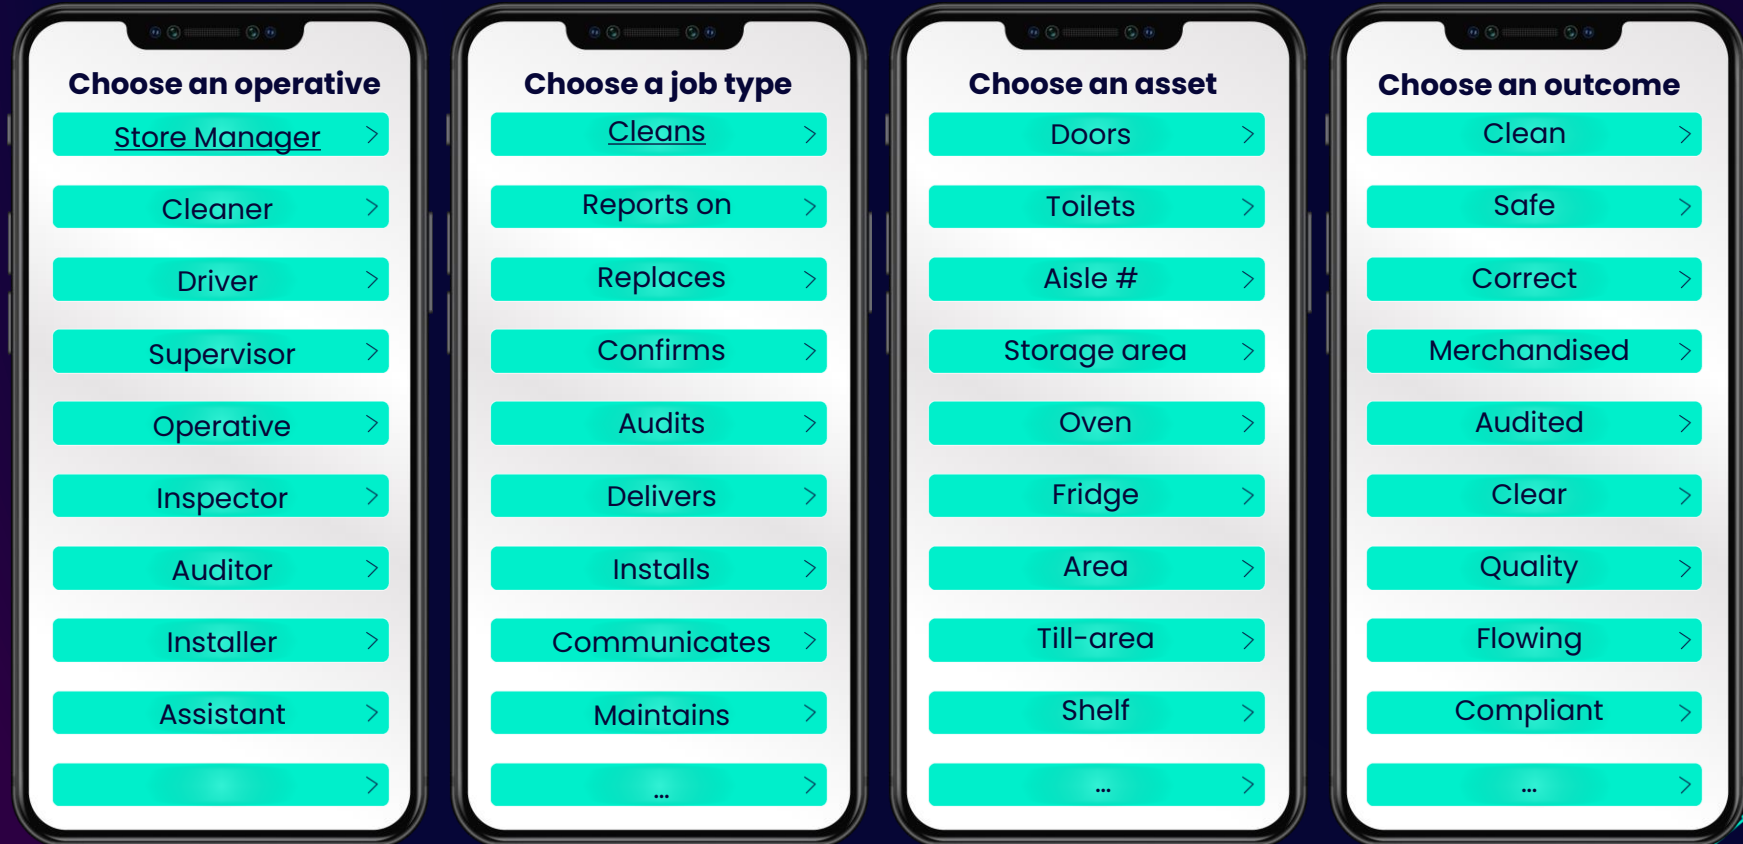 Choose an operative
Store Manager
Cleaner
Driver
Supervisor
Operative
Inspector
Auditor
Installer
Assistant
Choose a job type
Cleans
Reports on
Replaces
Confirms
Audits
Delivers
Installs
Communicates
Maintains
...
Choose an asset
Doors
Toilets
Aisle #
Storage area
Oven
Fridge
Area
Till-area
Shelf
...
Choose an outcome
Clean
Safe
Correct
Merchandised
Audited
Clear
Quality
Flowing
Compliant
...